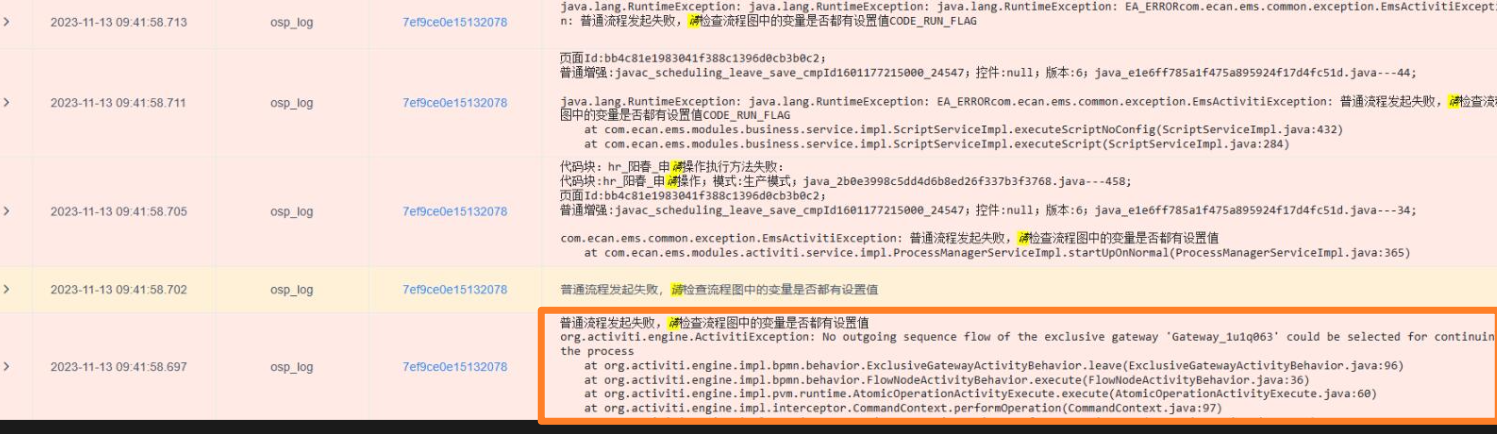 java.lang.RuntimeException: java.lang.RuntimeException: java.lang.RuntimeException: EA_ERRORcom.ecan.ems.common.exception.EmsActivitiExcepti
2023-11-13 09:41:58.713 osp_log 7ef9ce0e15132078 n: 普通流程发起失败，请检查流程图中的变量是否都有设置值CODE_RUN_FLAG
页面Id:bb4c81e1983041f388c1396d0cb3b0c2;
普通增强:javac_scheduling_leave_save_cmpId1601177215000_24547; 控件:null; 版本:6; java_e1e6ff785a1f475a895924f17d4fc51d.java---44;
2023-11-13 09:41:58.711 osp_log 7ef9ce0e15132078 java.lang.RuntimeException: java.lang.RuntimeException: EA_ERRORcom.ecan.ems.common.exception.EmsActivitiException: 普通流程发起失败，请检查流程
图中的变量是否都有设置值CODE_RUN_FLAG
at com.ecan.ems.modules.business.service.impl.ScriptServiceImpl.executeScriptNoConfig(ScriptServiceImpl.java:432)
at com.ecan.ems.modules.business.service.impl.ScriptServiceImpl.executeScript(ScriptServiceImpl.java:284)
代码块: hr_阳春_申请操作执行方法失败:
代码块:hr_阳春_申请操作; 模式:生产模式; java_2b0e3998c5dd4d6b8ed26f337b3f3768.java---458;
页面Id:bb4c81e1983041f388c1396d0cb3b0c2;
2023-11-13 09:41:58.705 osp_log 7ef9ce0e15132078 普通增强:javac_scheduling_leave_save_cmpId1601177215000_24547; 控件:null; 版本:6; java_e1e6ff785a1f475a895924f17d4fc51d.java---34;
com.ecan.ems.common.exception.EmsActivitiException: 普通流程发起失败，请检查流程图中的变量是否都有设置值
at com.ecan.ems.modules.activiti.service.impl.ProcessManagerServiceImpl.startUpOnNormal(ProcessManagerServiceImpl.java:365)
2023-11-13 09:41:58.702 osp_log 7ef9ce0e15132078 普通流程发起失败，请检查流程图中的变量是否都有设置值
普通流程发起失败，请检查流程图中的变量是否都有设置值
org.activiti.engine.ActivitiException: No outgoing sequence flow of the exclusive gateway 'Gateway_1u1q063' could be selected for continuin
the process
2023-11-13 09:41:58.697 osp_log 7ef9ce0e15132078 at org.activiti.engine.impl.bpmn.behavior.ExclusiveGatewayActivityBehavior.leave(ExclusiveGatewayActivityBehavior.java:96)
at org.activiti.engine.impl.bpmn.behavior.FlowNodeActivityBehavior.execute(FlowNodeActivityBehavior.java:36)
at org.activiti.engine.impl.pvm.runtime.AtomicOperationActivityExecute.execute(AtomicOperationActivityExecute.java:60)
at org.activiti.engine.impl.interceptor.CommandContext.performOperation(CommandContext.java:97)